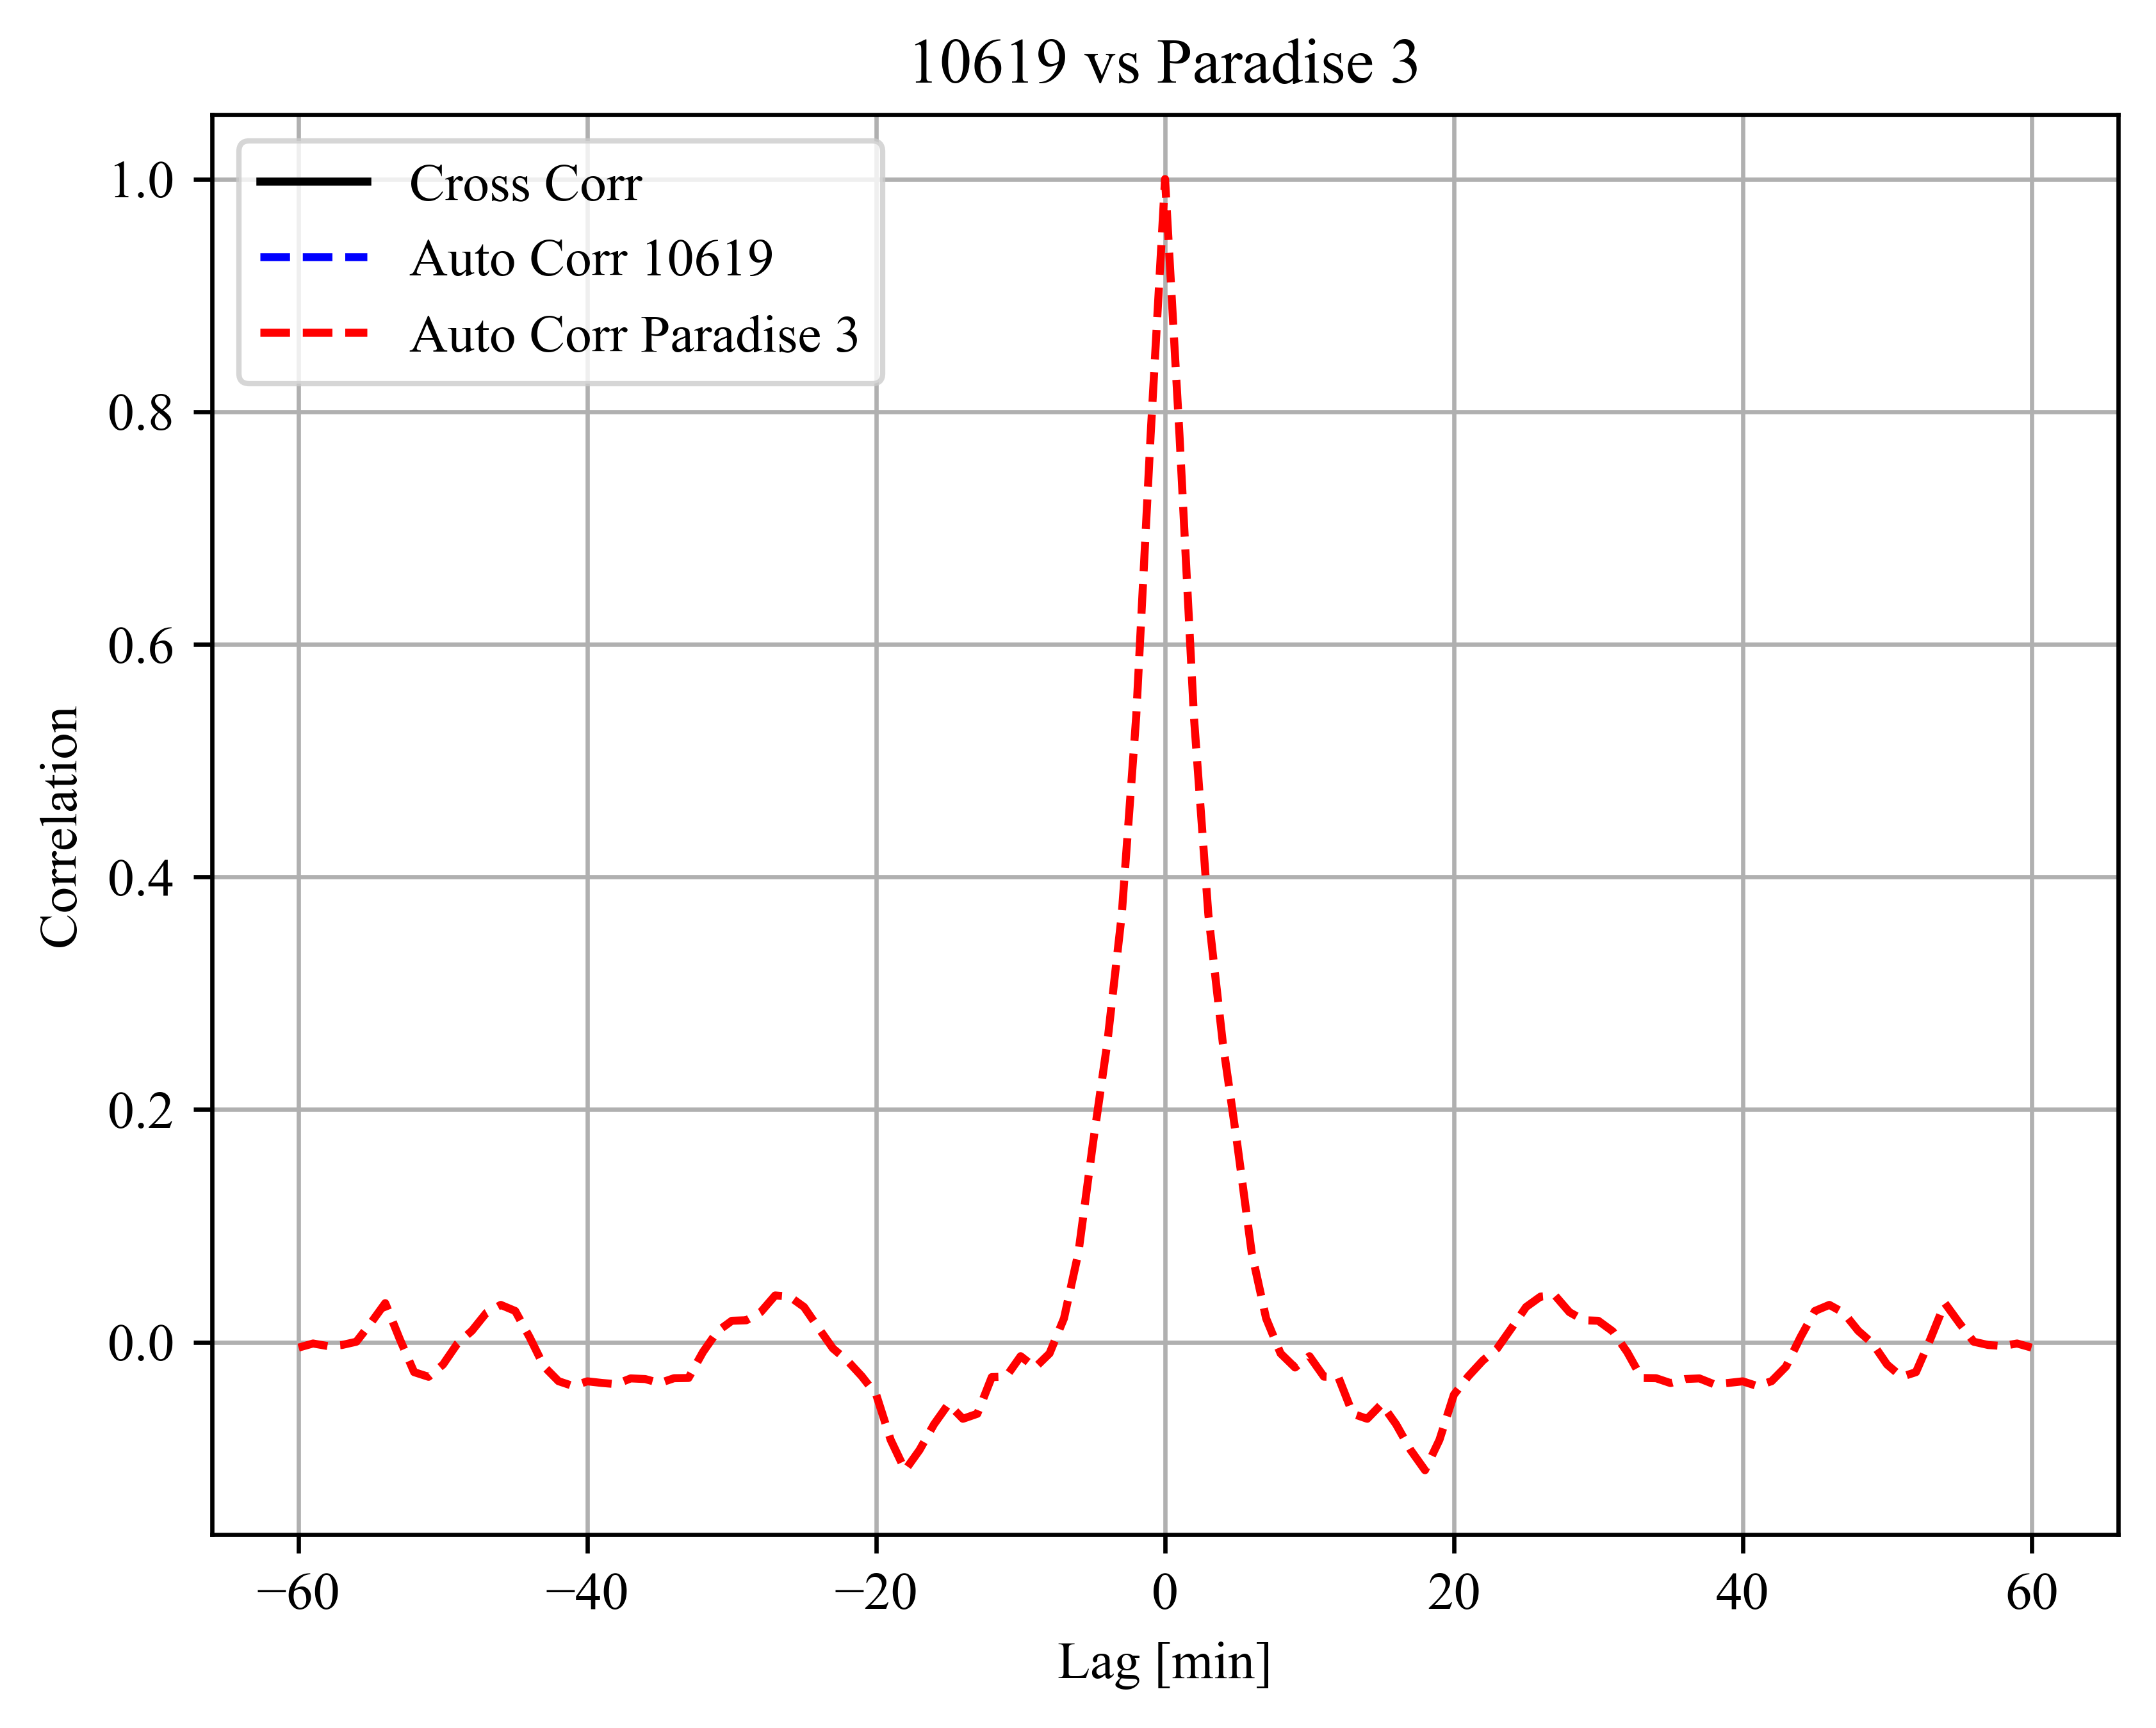 10619 vs Paradise 3
Cross Corr
Auto Corr 10619
Auto Corr Paradise 3
1.0
0.8
0.6
0.4
0.2
0.0
Correlation
−60
−40
−20
0
20
40
60
Lag [min]